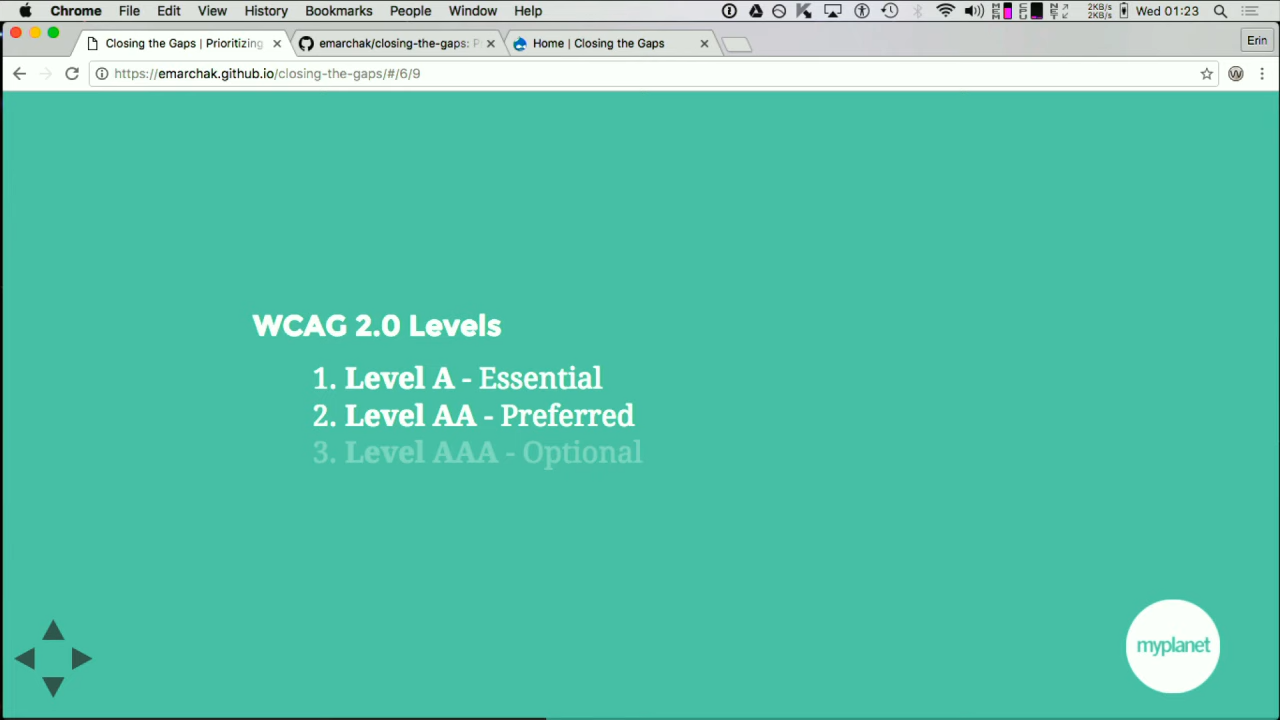 Chrome File Edit View History Bookmarks People Window Help 2KB/s 2KB/s Wed 01:23
Closing the Gaps | Prioritizing
emarchak/closing-the-gaps: P
Home | Closing the Gaps
Erin
https://emarchak.github.io/closing-the-gaps/#/6/9
WCAG 2.0 Levels
1. Level A - Essential
2. Level AA - Preferred
3. Level AAA - Optional
myplanet